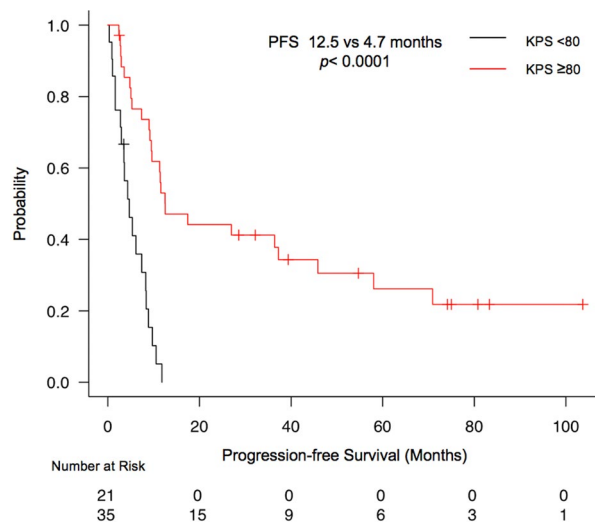 PFS 12.5 vs 4.7 months
p< 0.0001
KPS <80
KPS ≥80
Probability
1.0
0.8
0.6
0.4
0.2
0.0
0 20 40 60 80 100
Progression-free Survival (Months)
Number at Risk
21 0 0 0 0 0
35 15 9 6 3 1